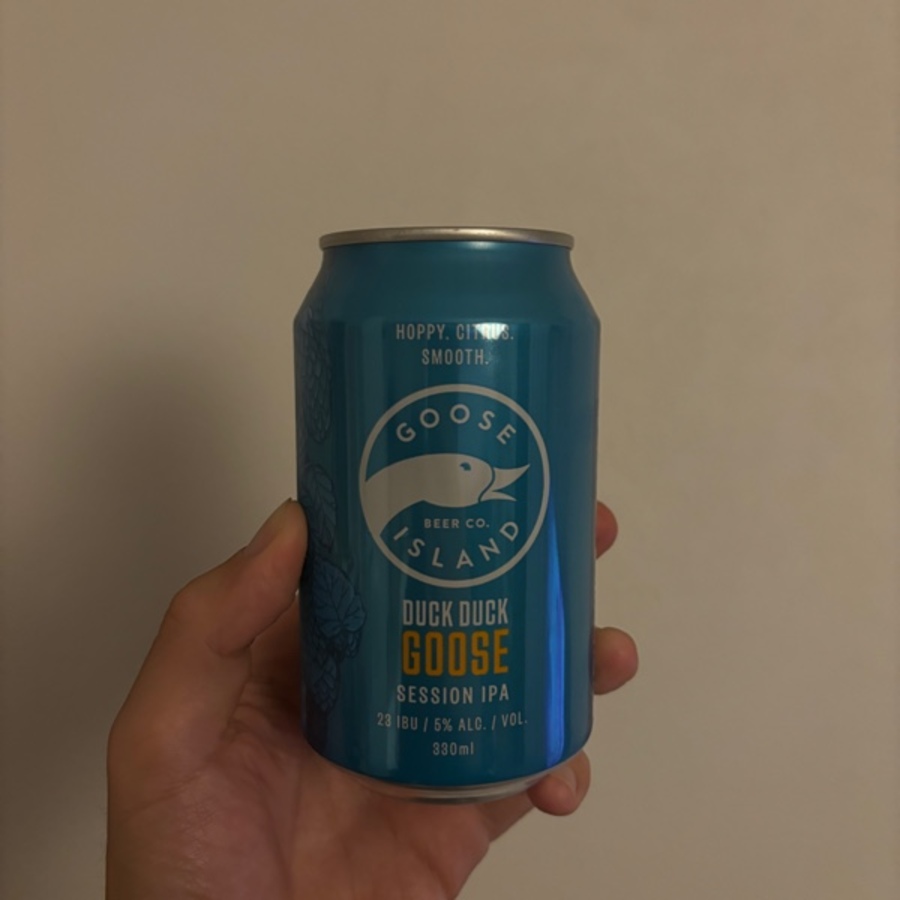 HOPPY. CITRUS.
SMOOTH.
GOOSE
BEER CO.
ISLAND
DUCK DUCK
GOOSE
SESSION IPA
23 IBU / 5% ALC. / VOL.
330ml